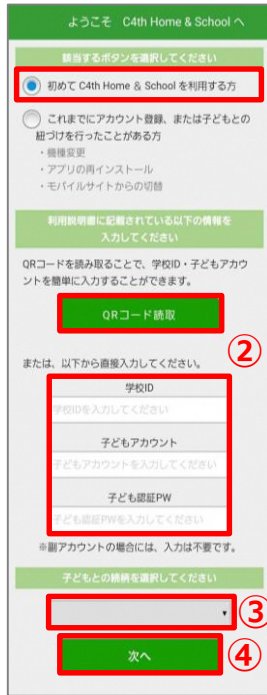 ようこそ C4th Home & School へ
該当するボタンを選択してください
初めて C4th Home & School を利用する方
これまでにアカウント登録、または子どもとの
紐づけを行ったことがある方
・機種変更
・アプリの再インストール
・モバイルサイトからの切替
利用説明書に記載されている以下の情報を
入力してください
QRコードを読み取ることで、学校ID・子どもアカウ
ントを簡単に入力することができます。
QRコード読取
②
または、以下から直接入力してください。
学校ID
学校IDを入力してください
子どもアカウント
子どもアカウントを入力してください
子ども認証PW
子ども認証PWを入力してください
※副アカウントの場合には、入力は不要です。
子どもとの続柄を選択してください
③
次へ
④